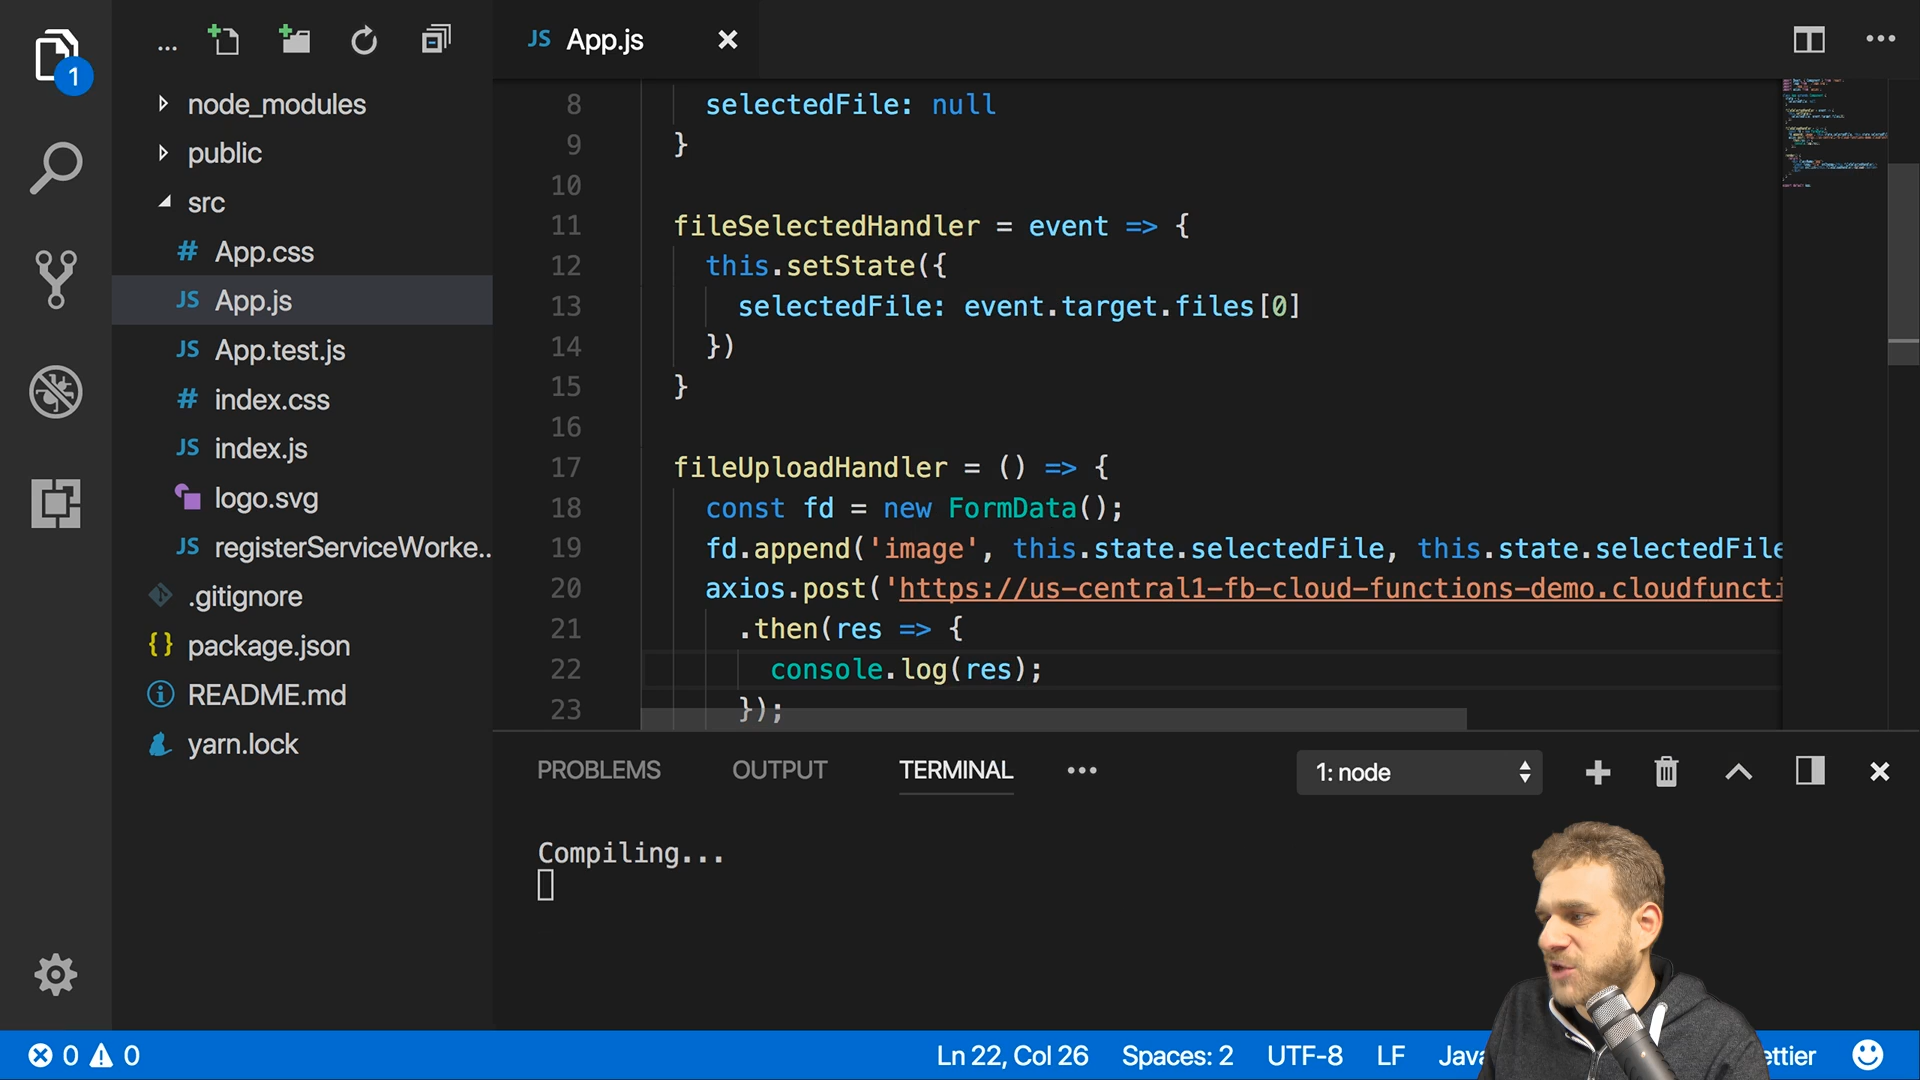 1
...
node_modules
public
src
# App.css
JS App.js
JS App.test.js
# index.css
JS index.js
logo.svg
JS registerServiceWorke..
.gitignore
{} package.json
README.md
yarn.lock
JS App.js
8 selectedFile: null
9 }
10
11 fileSelectedHandler = event => {
12 this.setState({
13 selectedFile: event.target.files[0]
14 })
15 }
16
17 fileUploadHandler = () => {
18 const fd = new FormData();
19 fd.append('image', this.state.selectedFile, this.state.selectedFile
20 axios.post('https://us-central1-fb-cloud-functions-demo.cloudfuncti
21 .then(res => {
22 console.log(res);
23 });
PROBLEMS OUTPUT TERMINAL ... 1: node
Compiling...
0 0 Ln 22, Col 26 Spaces: 2 UTF-8 LF Java ettier